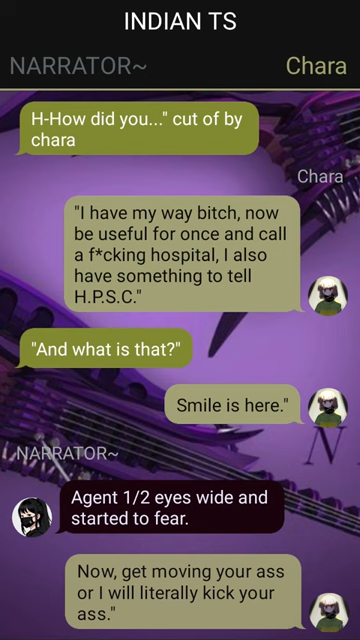 INDIAN TS
NARRATOR~ Chara
H-How did you..." cut of by
chara
Chara
"I have my way bitch, now
be useful for once and call
a f*cking hospital, I also
have something to tell
H.P.S.C."
"And what is that?"
Smile is here."
N
NARRATOR~
Agent 1/2 eyes wide and
started to fear.
Now, get moving your ass
or I will literally kick your
ass."